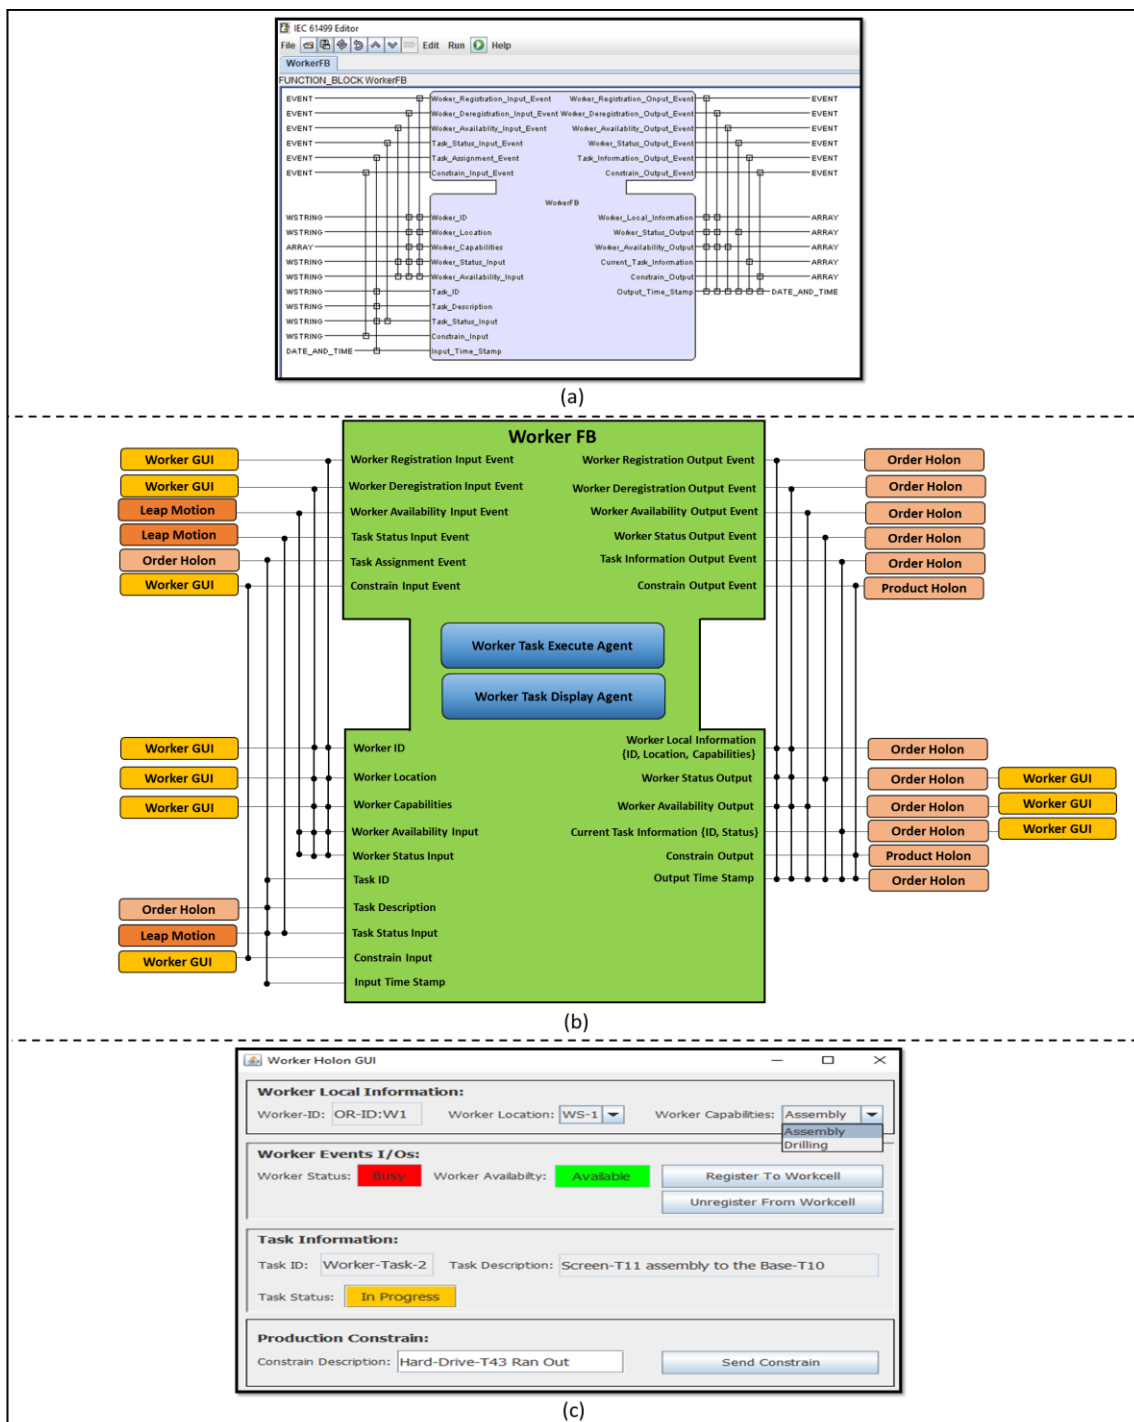 IEC 61499 Editor
File Edit Run Help
WorkerFB
FUNCTION_BLOCK WorkerFB
EVENT Worker_Registration_Input_Event Worker_Registration_Onput_Event EVENT
EVENT Worker_Deregistration_Input_Event Worker_Deregistration_Output_Event EVENT
EVENT Worker_Availability_Input_Event Worker_Availability_Output_Event EVENT
EVENT Task_Status_Input_Event Worker_Status_Output_Event EVENT
EVENT Task_Assignment_Event Task_Information_Output_Event EVENT
EVENT Constrain_Input_Event Constrain_Output_Event EVENT
WorkerFB
WSTRING Worker_ID Worker_Local_Information ARRAY
WSTRING Worker_Location Worker_Status_Output ARRAY
ARRAY Worker_Capabilities Worker_Availability_Output ARRAY
WSTRING Worker_Status_Input Current_Task_Information ARRAY
WSTRING Worker_Availability_Input Constrain_Output ARRAY
WSTRING Task_ID Output_Time_Stamp DATE_AND_TIME
WSTRING Task_Description
WSTRING Task_Status_Input
WSTRING Constrain_Input
DATE_AND_TIME Input_Time_Stamp
(a)
Worker FB
Worker GUI Worker Registration Input Event Worker Registration Output Event Order Holon
Worker GUI Worker Deregistration Input Event Worker Deregistration Output Event Order Holon
Leap Motion Worker Availability Input Event Worker Availability Output Event Order Holon
Leap Motion Task Status Input Event Worker Status Output Event Order Holon
Order Holon Task Assignment Event Task Information Output Event Order Holon
Worker GUI Constrain Input Event Constrain Output Event Product Holon
Worker Task Execute Agent
Worker Task Display Agent
Worker GUI Worker ID Worker Local Information {ID, Location, Capabilities} Order Holon
Worker GUI Worker Location Worker Status Output Order Holon Worker GUI
Worker GUI Worker Capabilities Worker Availability Output Order Holon Worker GUI
Worker Availability Input Current Task Information {ID, Status} Order Holon Worker GUI
Worker Status Input Constrain Output Product Holon
Task ID Output Time Stamp Order Holon
Order Holon Task Description
Leap Motion Task Status Input
Worker GUI Constrain Input
Input Time Stamp
(b)
Worker Holon GUI
Worker Local Information:
Worker-ID: OR-ID:W1 Worker Location: WS-1 Worker Capabilities: Assembly
Assembly
Drilling
Worker Events I/Os:
Worker Status: Busy Worker Availabilty: Available Register To Workcell
Unregister From Workcell
Task Information:
Task ID: Worker-Task-2 Task Description: Screen-T11 assembly to the Base-T10
Task Status: In Progress
Production Constrain:
Constrain Description: Hard-Drive-T43 Ran Out Send Constrain
(c)